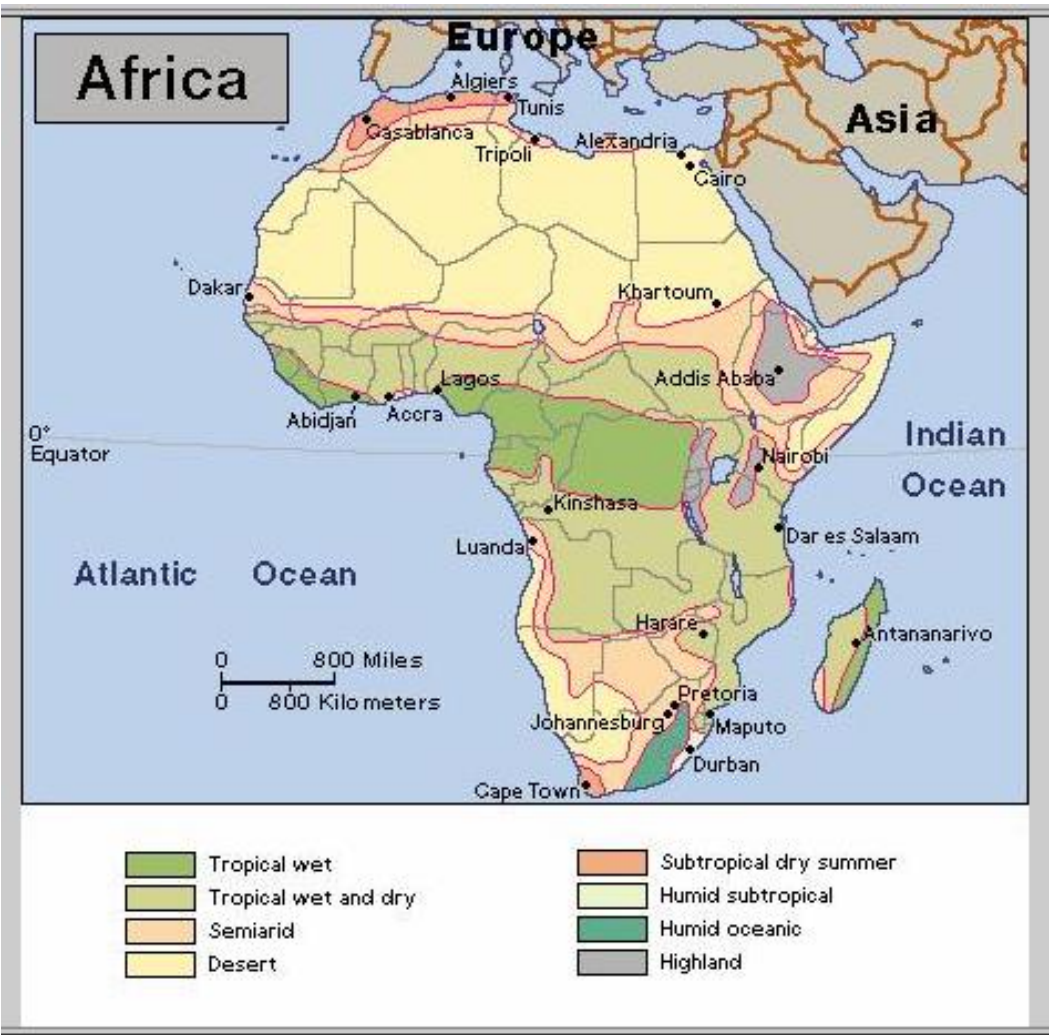 Africa
Europe
Asia
Algiers
Tunis
Casablanca
Tripoli
Alexandria
Cairo
Dakar
Khartoum
Addis Ababa
Lagos
Abidjan
Accra
0°
Equator
Nairobi
Indian
Ocean
Kinshasa
Luanda
Dar es Salaam
Atlantic Ocean
Harare
Antananarivo
0 800 Miles
0 800 Kilometers
Pretoria
Johannesburg
Maputo
Durban
Cape Town
Tropical wet
Tropical wet and dry
Semiarid
Desert
Subtropical dry summer
Humid subtropical
Humid oceanic
Highland